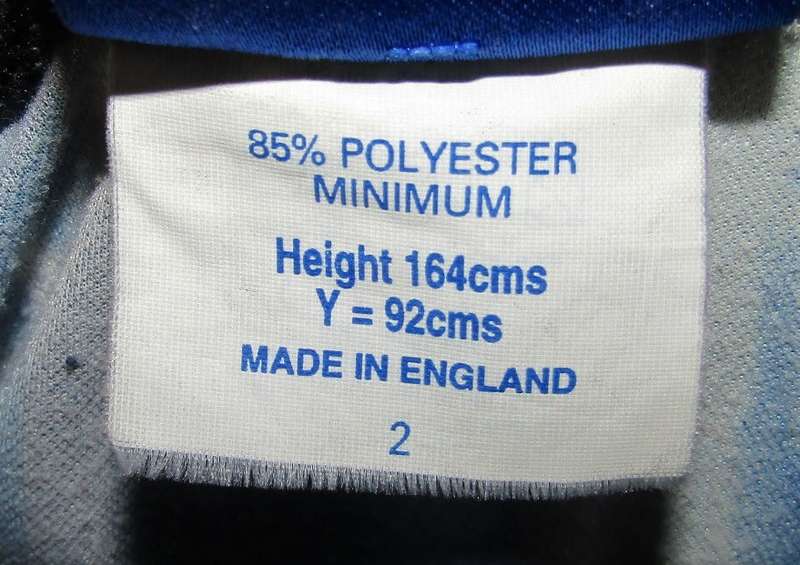 85% POLYESTER
MINIMUM
Height 164cms
Y = 92cms
MADE IN ENGLAND
2